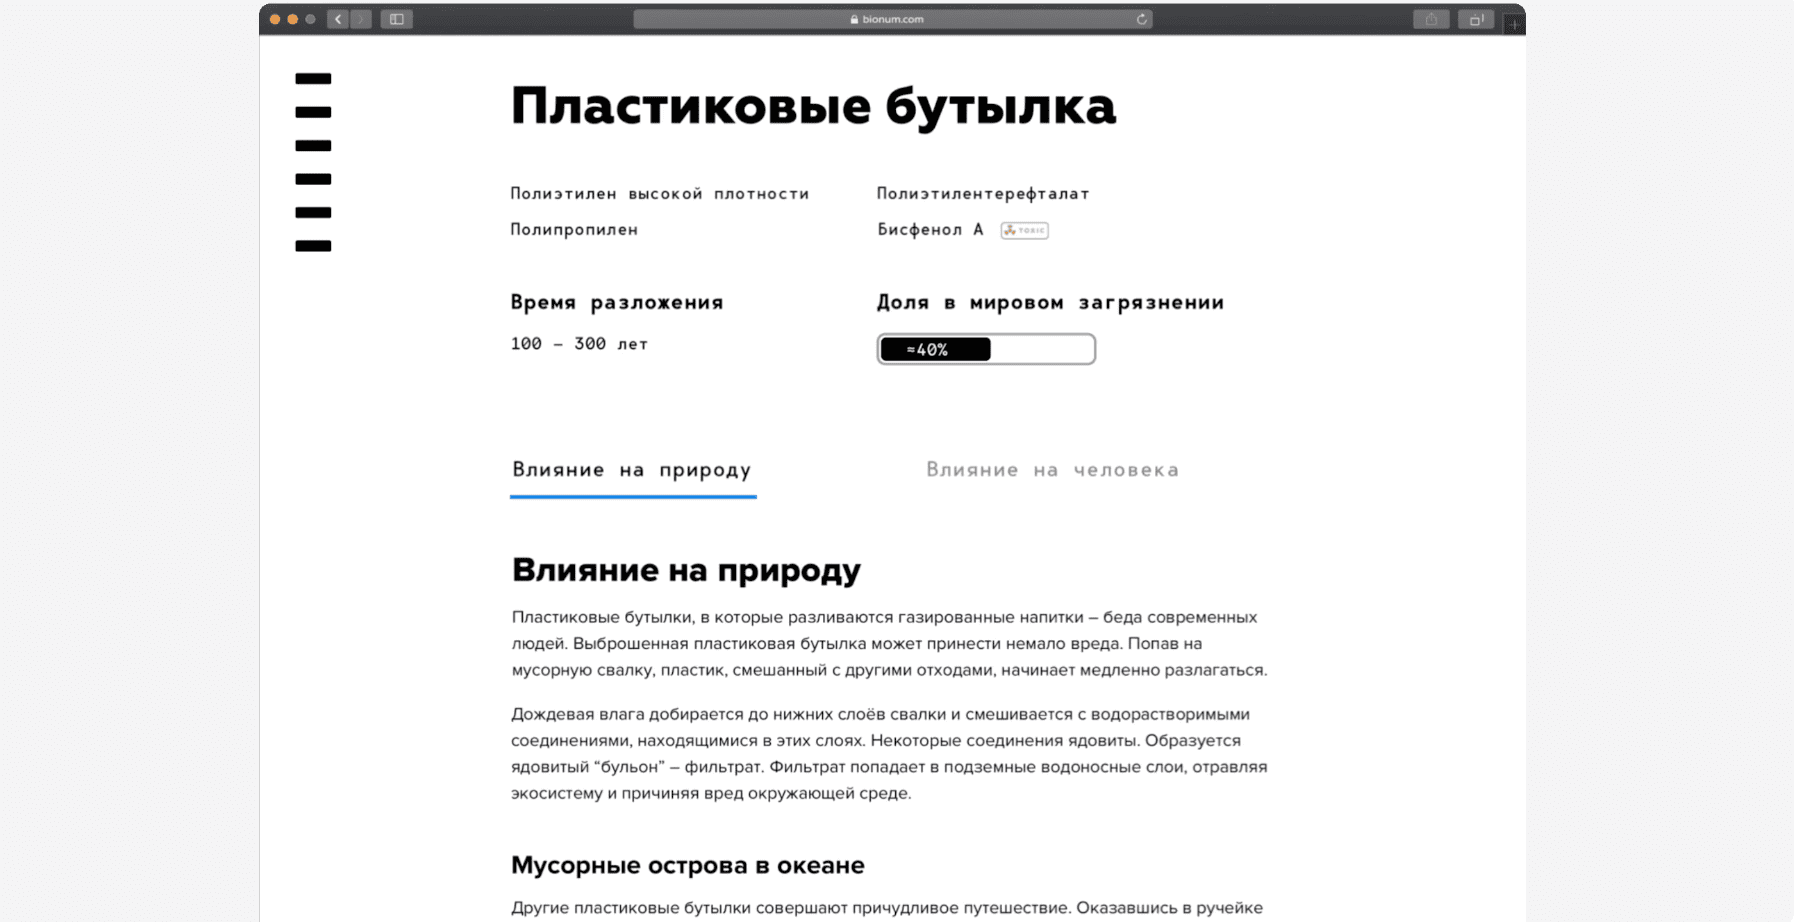 bionum.com
Пластиковые бутылка
Полиэтилен высокой плотности
Полиэтилентерефталат
Полипропилен
Бисфенол А TOXIC
Время разложения
Доля в мировом загрязнении
100 – 300 лет
≈40%
Влияние на природу
Влияние на человека
Влияние на природу
Пластиковые бутылки, в которые разливаются газированные напитки – беда современных
людей. Выброшенная пластиковая бутылка может принести немало вреда. Попав на
мусорную свалку, пластик, смешанный с другими отходами, начинает медленно разлагаться.
Дождевая влага добирается до нижних слоёв свалки и смешивается с водорастворимыми
соединениями, находящимися в этих слоях. Некоторые соединения ядовиты. Образуется
ядовитый “бульон” – фильтрат. Фильтрат попадает в подземные водоносные слои, отравляя
экосистему и причиняя вред окружающей среде.
Мусорные острова в океане
Другие пластиковые бутылки совершают причудливое путешествие. Оказавшись в ручейке